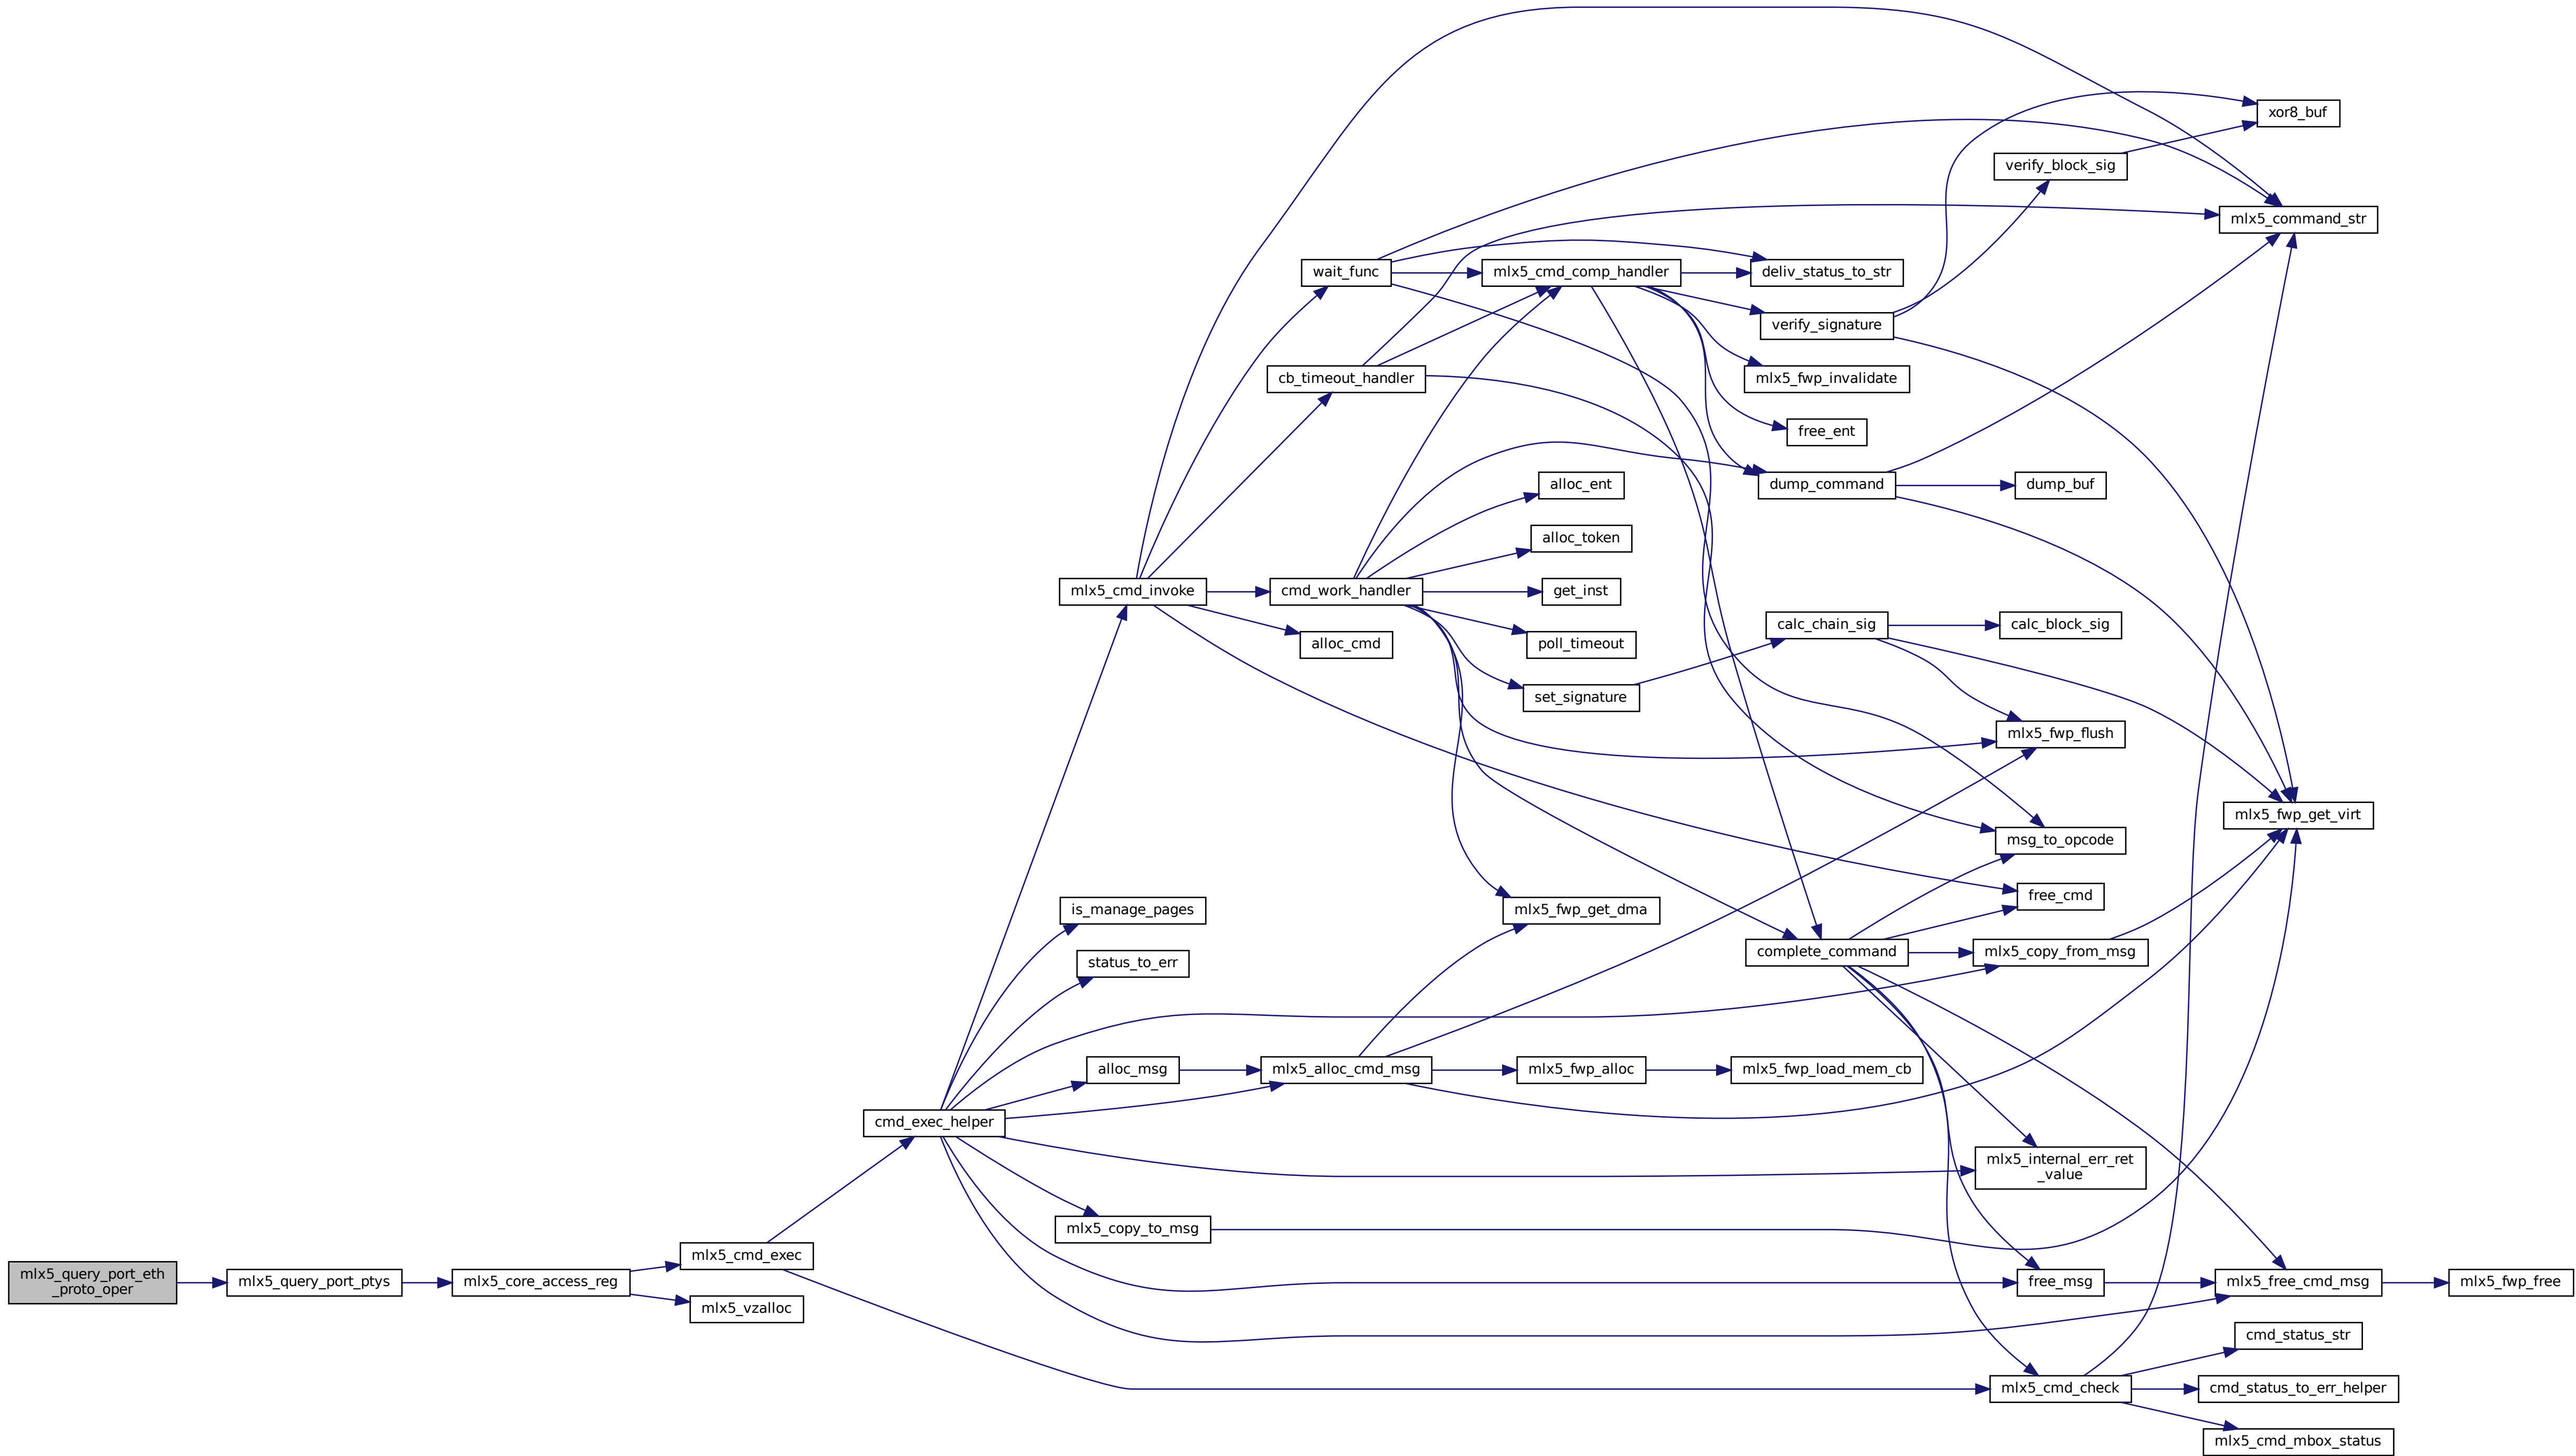 mlx5_query_port_eth
_proto_oper
mlx5_query_port_ptys
mlx5_core_access_reg
mlx5_cmd_exec
mlx5_vzalloc
cmd_exec_helper
mlx5_cmd_invoke
is_manage_pages
status_to_err
alloc_msg
mlx5_copy_to_msg
wait_func
cb_timeout_handler
cmd_work_handler
alloc_cmd
mlx5_alloc_cmd_msg
mlx5_cmd_comp_handler
alloc_ent
alloc_token
get_inst
poll_timeout
set_signature
mlx5_fwp_get_dma
mlx5_fwp_alloc
deliv_status_to_str
verify_signature
mlx5_fwp_invalidate
free_ent
dump_command
calc_chain_sig
complete_command
mlx5_fwp_load_mem_cb
verify_block_sig
dump_buf
calc_block_sig
mlx5_fwp_flush
msg_to_opcode
free_cmd
mlx5_copy_from_msg
mlx5_internal_err_ret
_value
free_msg
mlx5_cmd_check
xor8_buf
mlx5_command_str
mlx5_fwp_get_virt
mlx5_free_cmd_msg
cmd_status_str
cmd_status_to_err_helper
mlx5_cmd_mbox_status
mlx5_fwp_free